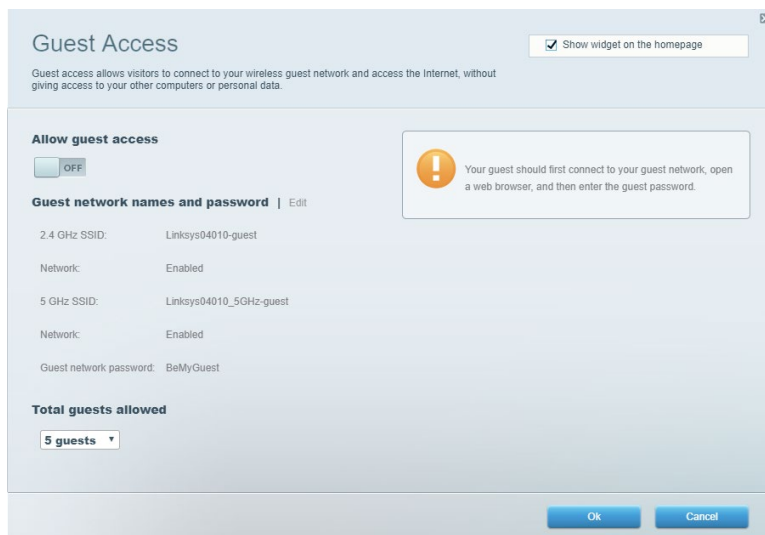 Guest Access
Show widget on the homepage
Guest access allows visitors to connect to your wireless guest network and access the Internet, without
giving access to your other computers or personal data.
Allow guest access
OFF
Your guest should first connect to your guest network, open
a web browser, and then enter the guest password.
Guest network names and password | Edit
2.4 GHz SSID: Linksys04010-guest
Network: Enabled
5 GHz SSID: Linksys04010_5GHz-guest
Network: Enabled
Guest network password: BeMyGuest
Total guests allowed
5 guests
Ok Cancel